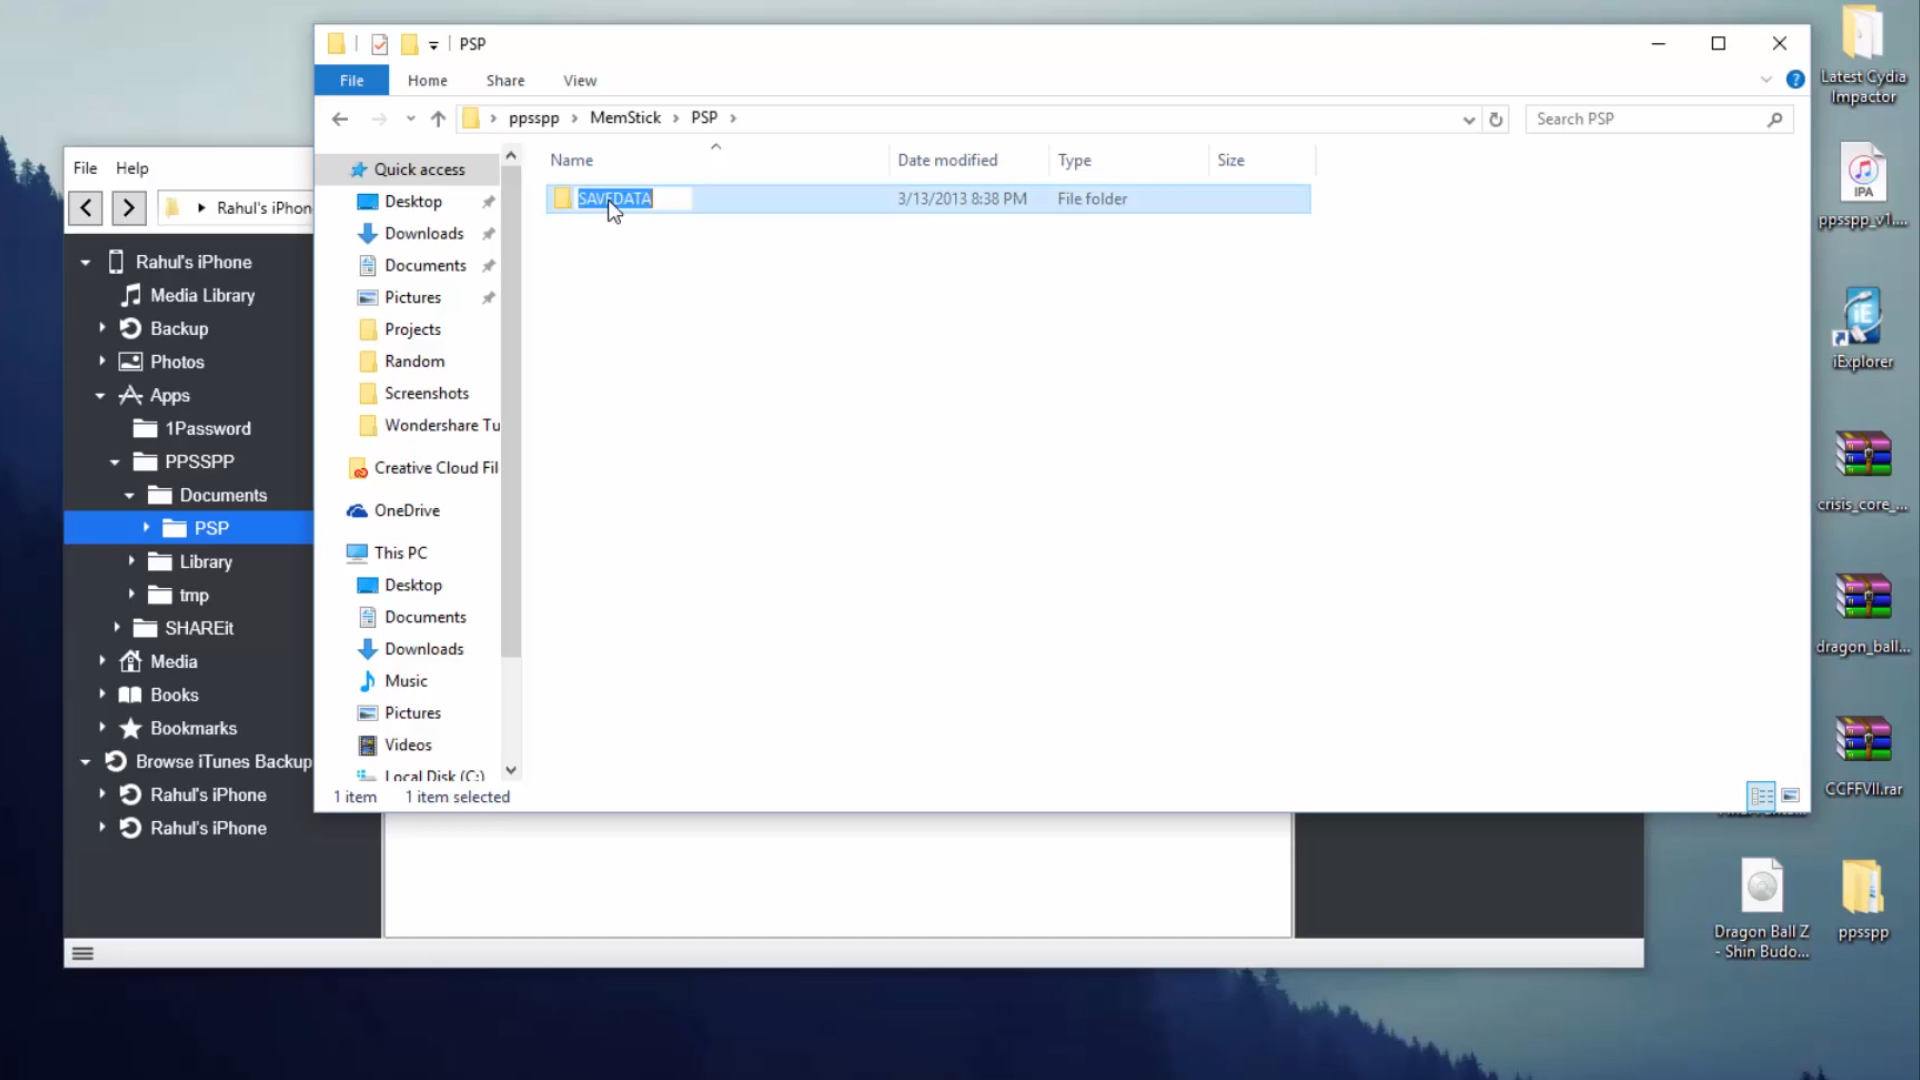 PSP
File
Home
Share
View
ppsspp
MemStick
PSP
Search PSP
Name
Date modified
Type
Size
SAVEDATA
3/13/2013 8:38 PM
File folder
Quick access
Desktop
Downloads
Documents
Pictures
Projects
Random
Screenshots
Wondershare Tu
Creative Cloud Fil
OneDrive
This PC
Desktop
Documents
Downloads
Music
Pictures
Videos
Local Disk (C:)
1 item
1 item selected
File
Help
Rahul's iPhon
Rahul's iPhone
Media Library
Backup
Photos
Apps
1Password
PPSSPP
Documents
PSP
Library
tmp
SHAREit
Media
Books
Bookmarks
Browse iTunes Backup
Rahul's iPhone
Rahul's iPhone
Latest Cydia
Impactor
IPA
ppsspp_v1....
iE
iExplorer
crisis_core_...
dragon_ball...
CCFFVII.rar
Dragon Ball Z
- Shin Budo...
ppsspp